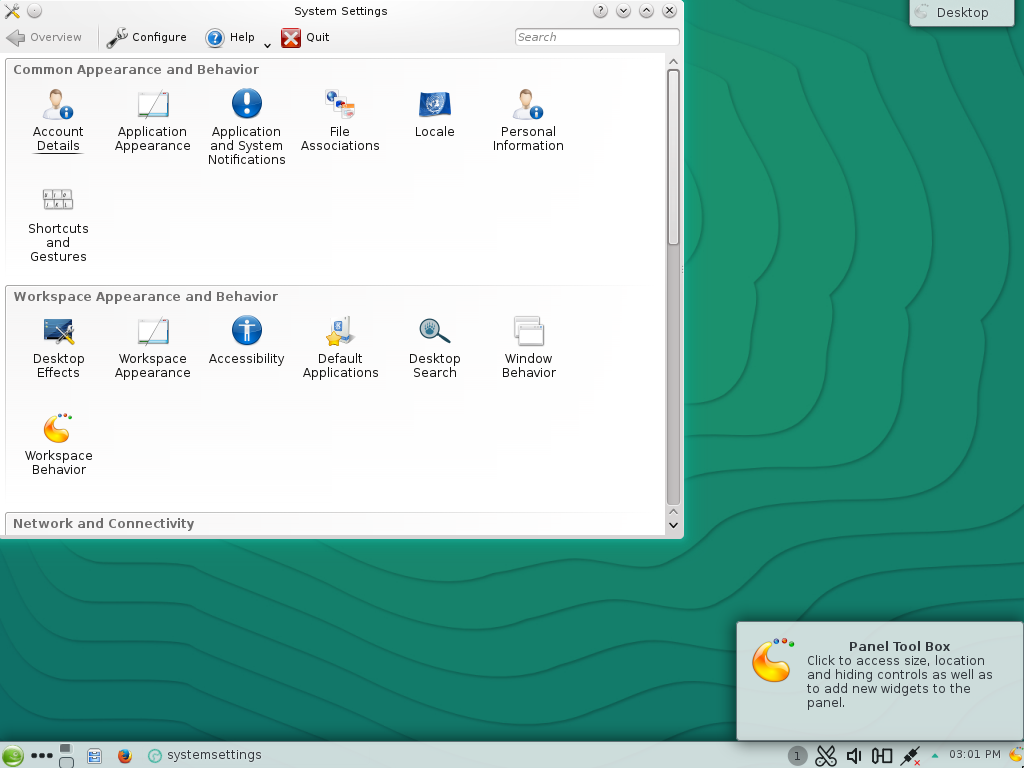 System Settings
?
Overview
Configure
Help
Quit
Search
Desktop
Common Appearance and Behavior
Account
Details
Application
Appearance
Application
and System
Notifications
File
Associations
Locale
Personal
Information
Shortcuts
and
Gestures
Workspace Appearance and Behavior
Desktop
Effects
Workspace
Appearance
Accessibility
Default
Applications
Desktop
Search
Window
Behavior
Workspace
Behavior
Network and Connectivity
Panel Tool Box
Click to access size, location
and hiding controls as well as
to add new widgets to the
panel.
systemsettings
1
03:01 PM